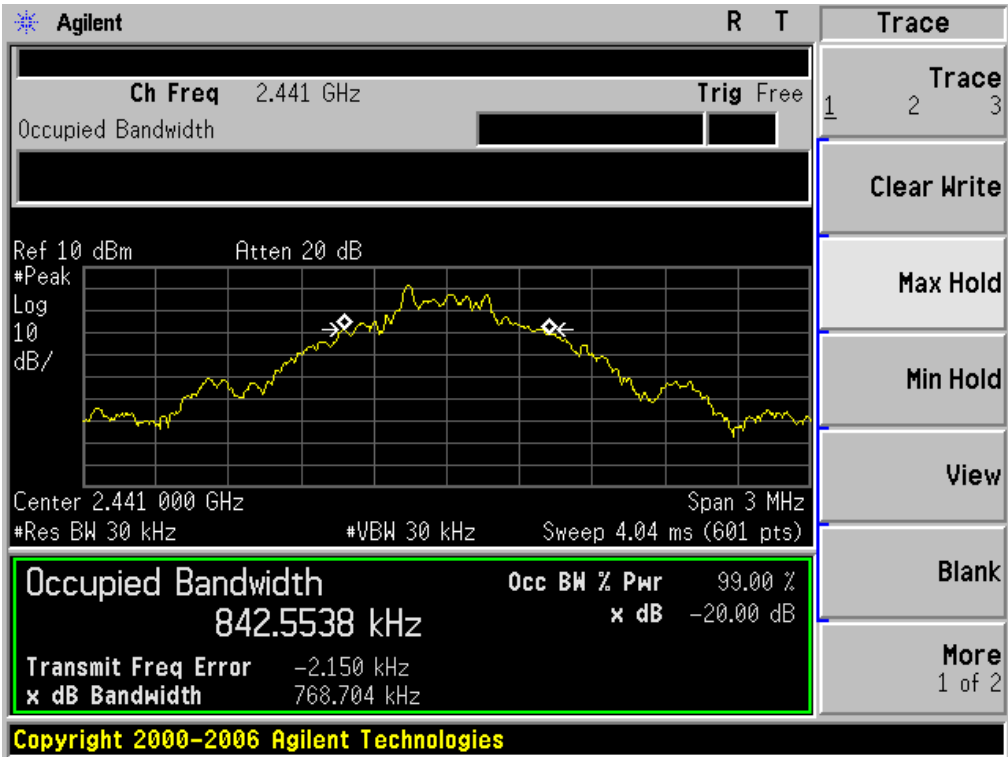 Agilent R T Trace
Ch Freq 2.441 GHz Trig Free
Occupied Bandwidth
Trace
1 2 3
Clear Write
Max Hold
Min Hold
View
Blank
More
1 of 2
Ref 10 dBm Atten 20 dB
#Peak
Log
10
dB/
Center 2.441 000 GHz Span 3 MHz
#Res BW 30 kHz #VBW 30 kHz Sweep 4.04 ms (601 pts)
Occupied Bandwidth Occ BW % Pwr 99.00 %
842.5538 kHz x dB -20.00 dB
Transmit Freq Error -2.150 kHz
x dB Bandwidth 768.704 kHz
Copyright 2000-2006 Agilent Technologies